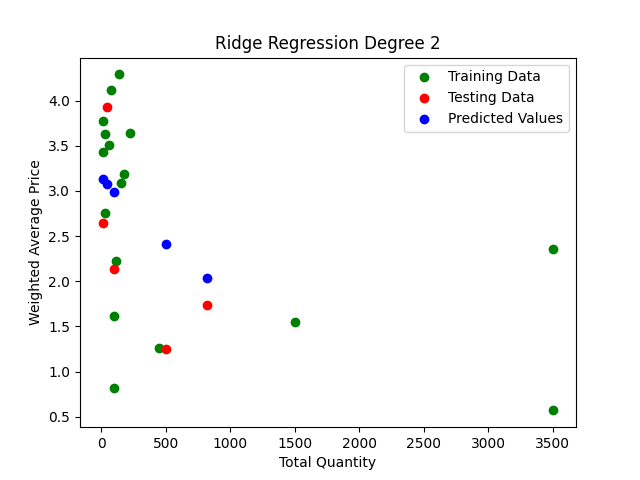 Ridge Regression Degree 2
Training Data
Testing Data
Predicted Values
4.0
3.5
3.0
2.5
2.0
1.5
1.0
0.5
Weighted Average Price
0 500 1000 1500 2000 2500 3000 3500
Total Quantity